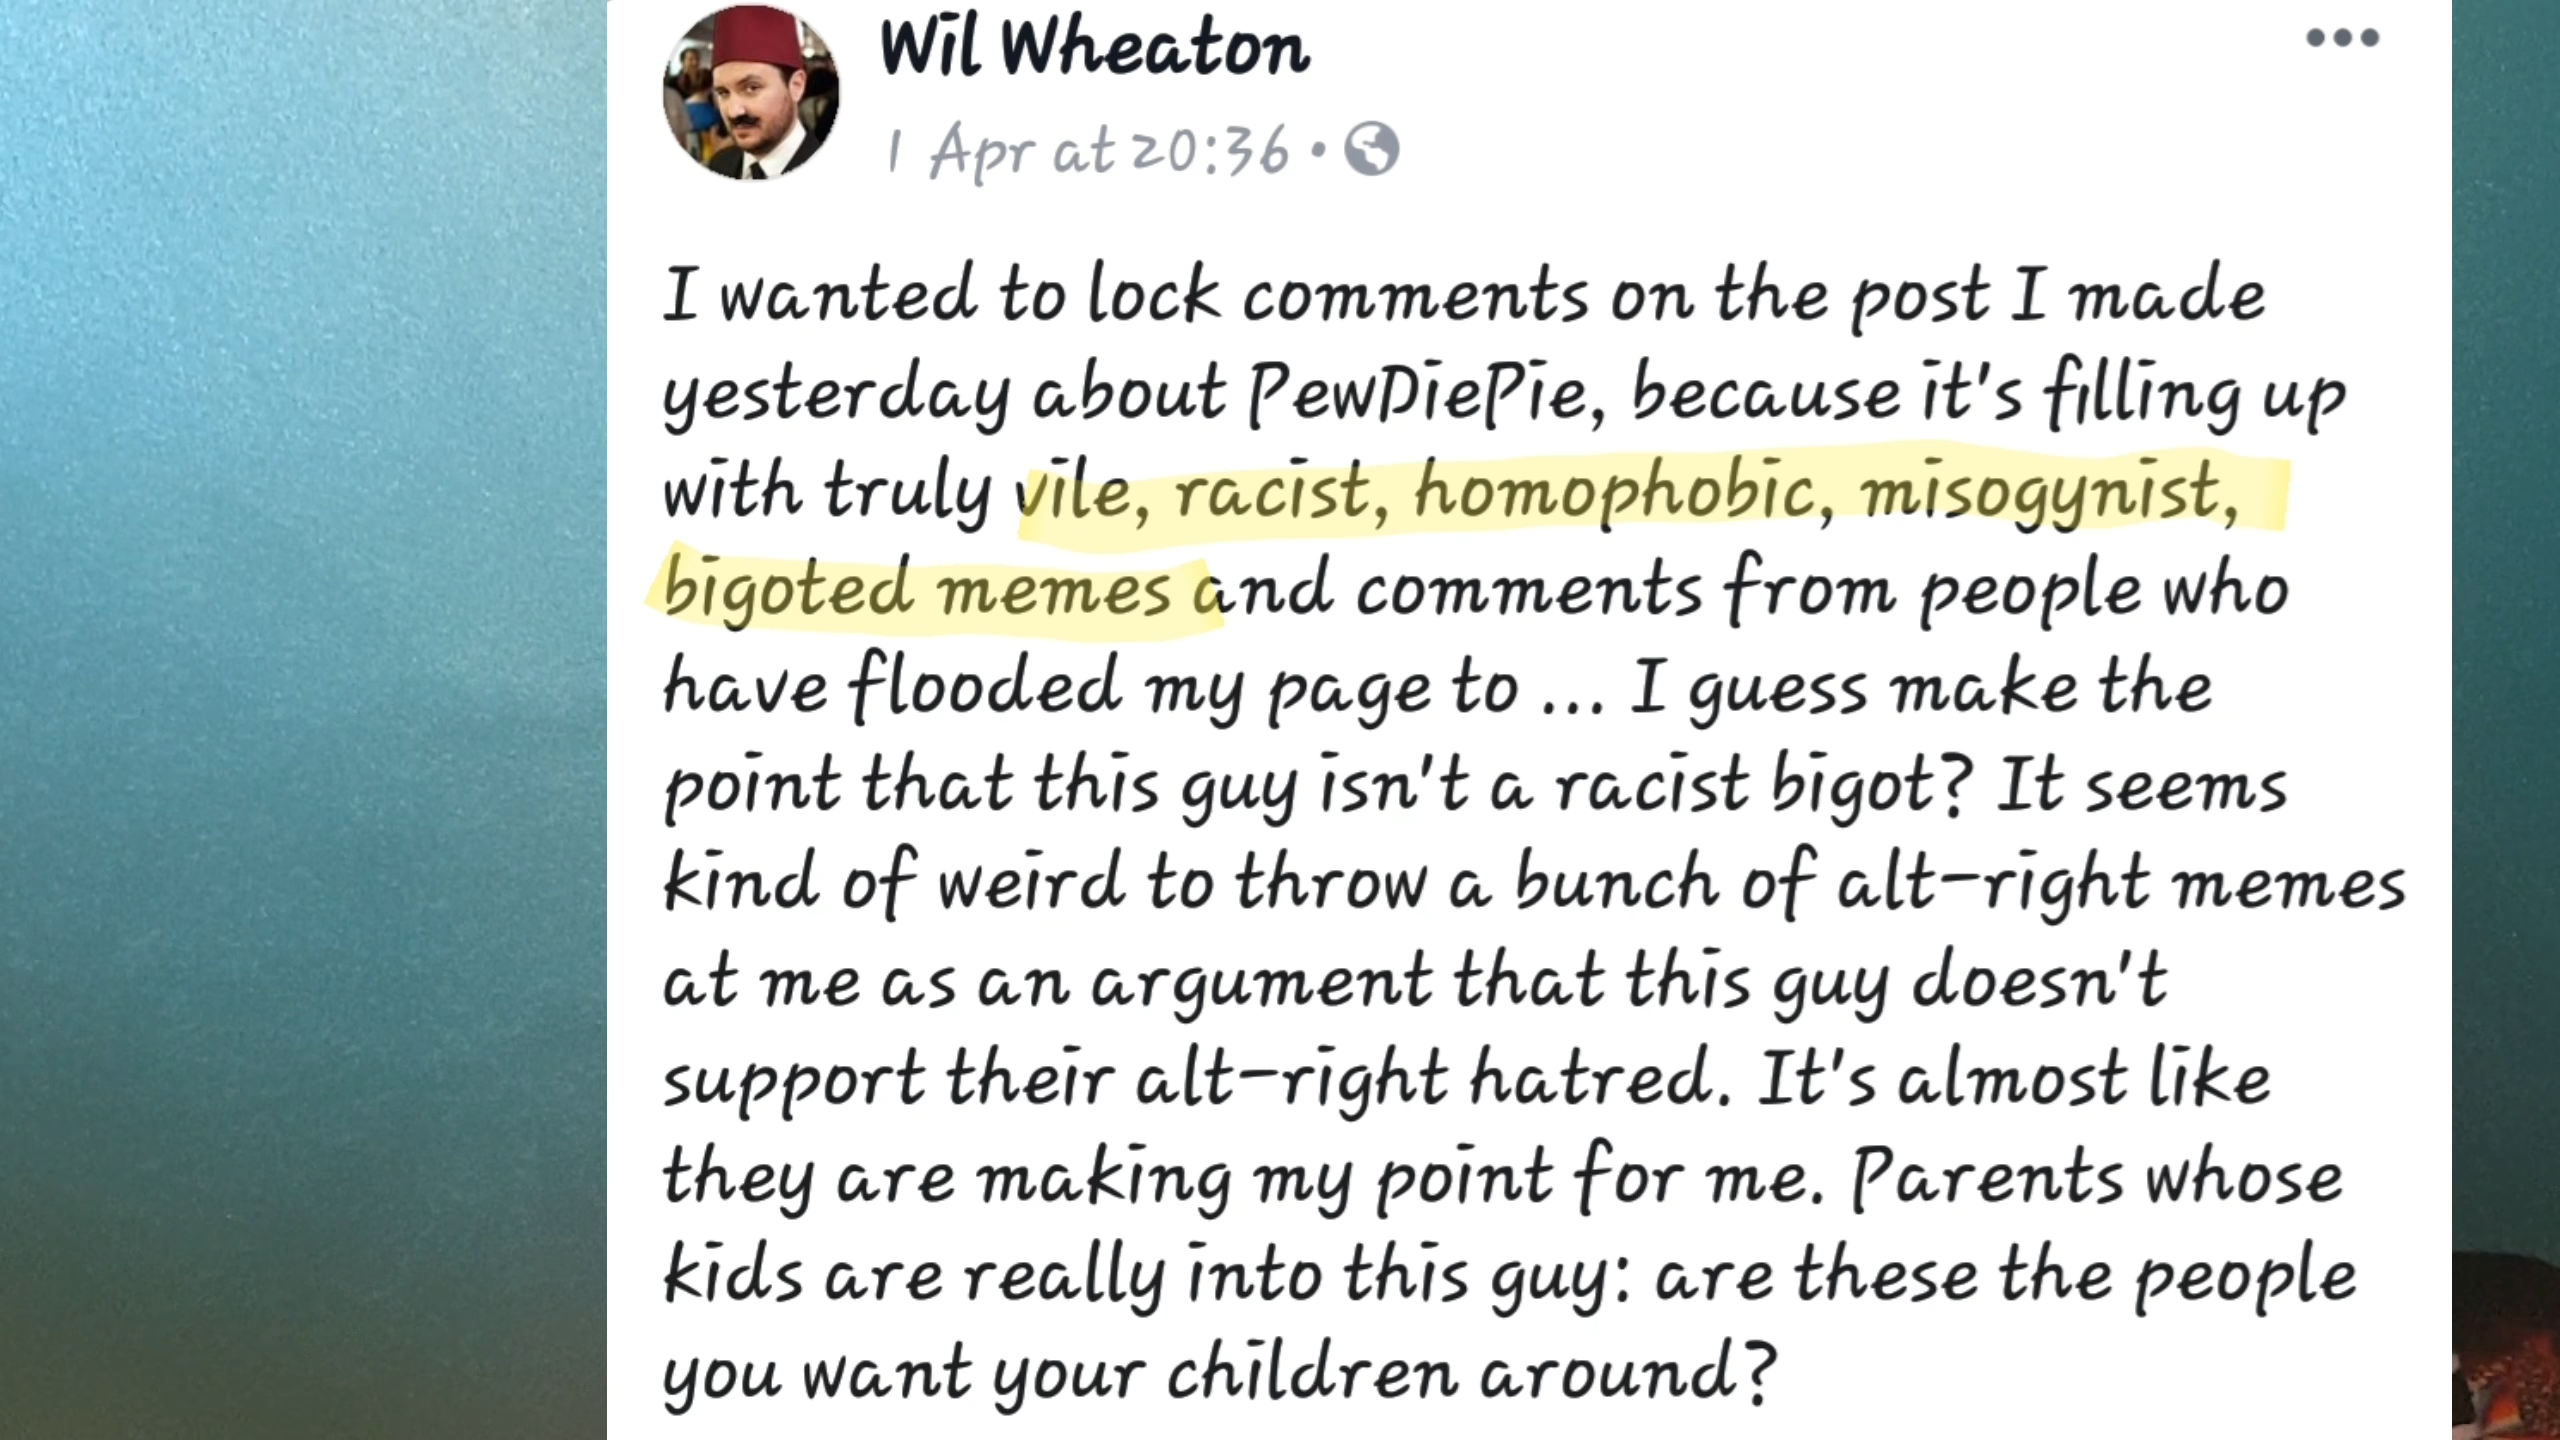 Wil Wheaton
1 Apr at 20:36 •
I wanted to lock comments on the post I made
yesterday about PewDiePie, because it's filling up
with truly vile, racist, homophobic, misogynist,
bigoted memes and comments from people who
have flooded my page to ... I guess make the
point that this guy isn't a racist bigot? It seems
kind of weird to throw a bunch of alt-right memes
at me as an argument that this guy doesn't
support their alt-right hatred. It's almost like
they are making my point for me. Parents whose
kids are really into this guy: are these the people
you want your children around?